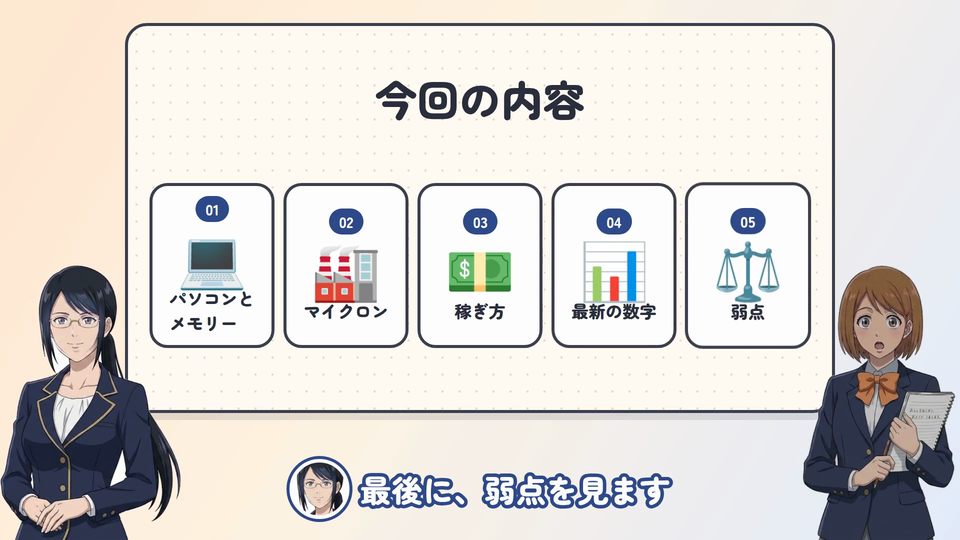 今回の内容
01
パソコンと
メモリー
02
マイクロン
03
稼ぎ方
04
最新の数字
05
弱点
最後に、弱点を見ます